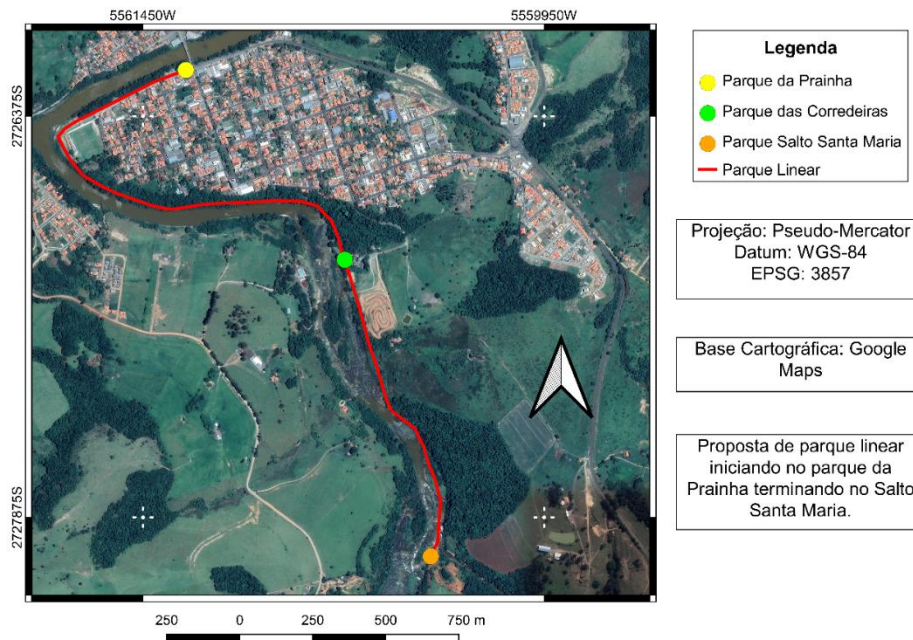 5561450W
5559950W
2726375S
2727875S
Legenda
Parque da Prainha
Parque das Corredeiras
Parque Salto Santa Maria
Parque Linear
Projeção: Pseudo-Mercator
Datum: WGS-84
EPSG: 3857
Base Cartográfica: Google
Maps
Proposta de parque linear
iniciando no parque da
Prainha terminando no Salto
Santa Maria.
250 0 250 500 750 m